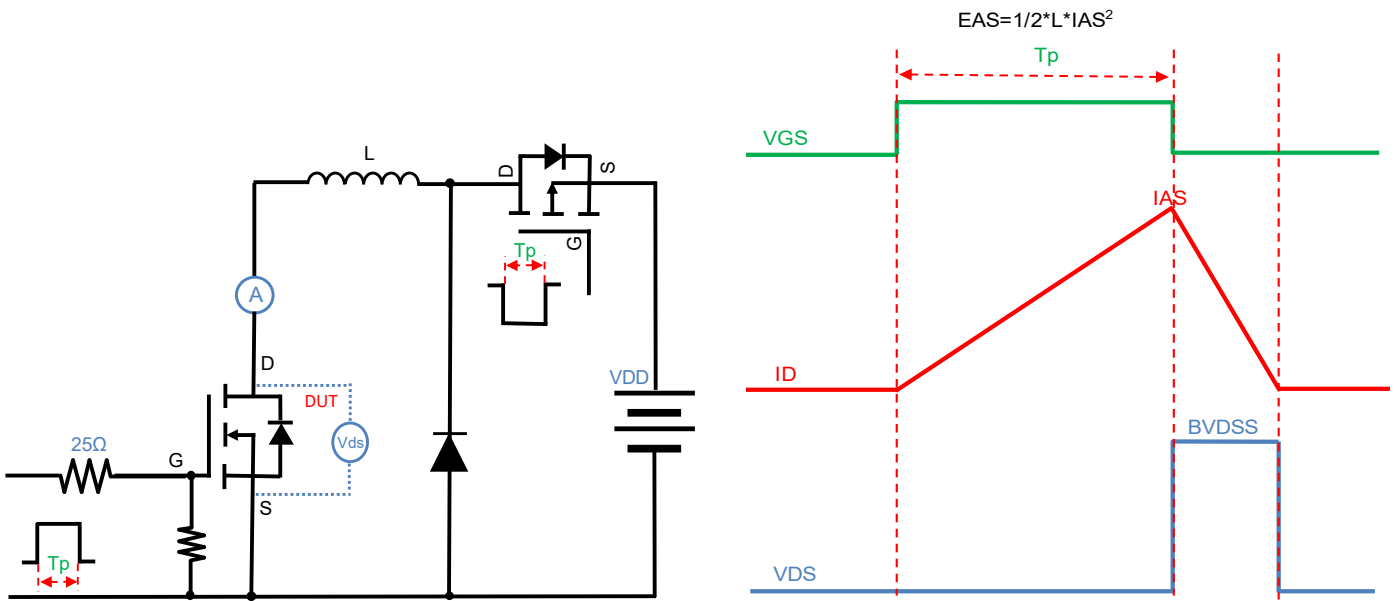 L
D
S
G
Tp
A
D
DUT
Vds
25Ω
G
S
Tp
VDD
EAS=1/2*L*IAS²
Tp
VGS
IAS
ID
BVDSS
VDS